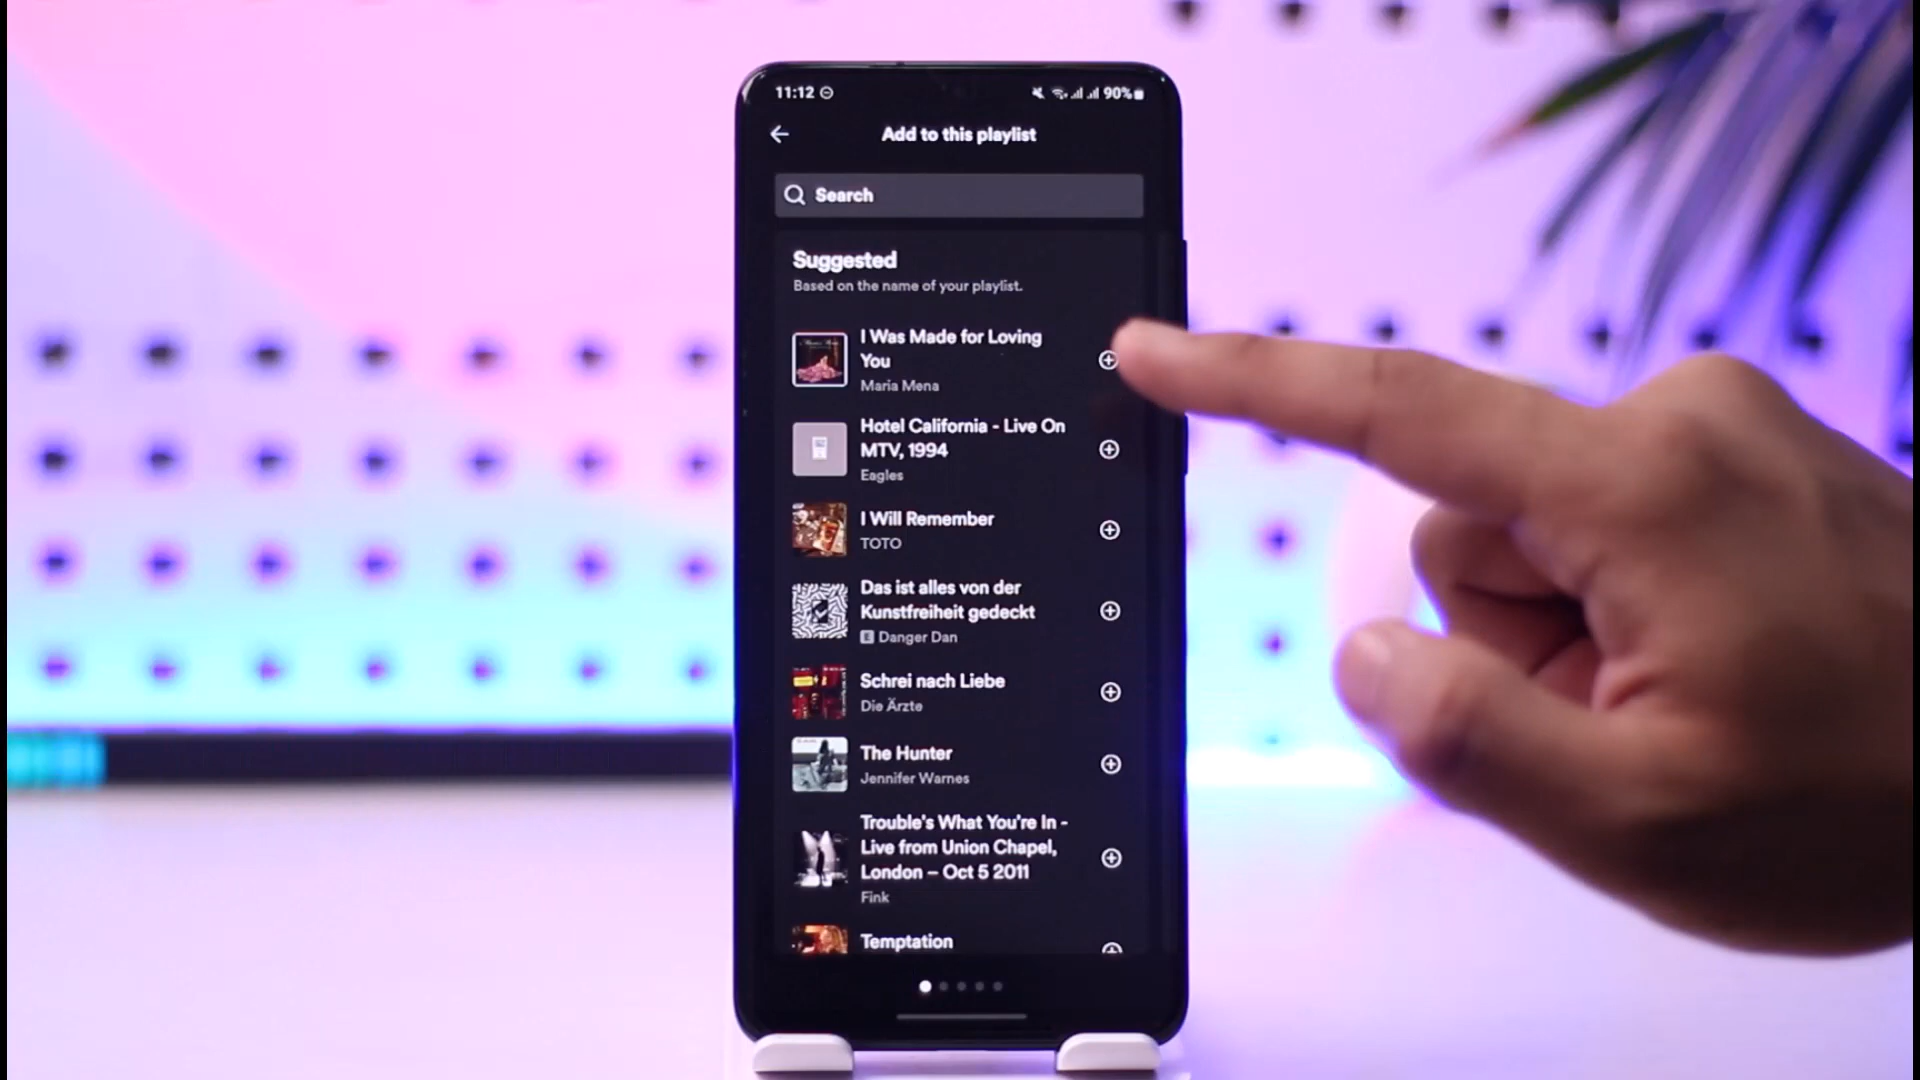 11:12
90%
Add to this playlist
Search
Suggested
Based on the name of your playlist.
I Was Made for Loving
You
Maria Mena
Hotel California - Live On
MTV, 1994
Eagles
I Will Remember
TOTO
Das ist alles von der
Kunstfreiheit gedeckt
E Danger Dan
Schrei nach Liebe
Die Ärzte
The Hunter
Jennifer Warnes
Trouble's What You're In -
Live from Union Chapel,
London – Oct 5 2011
Fink
Temptation